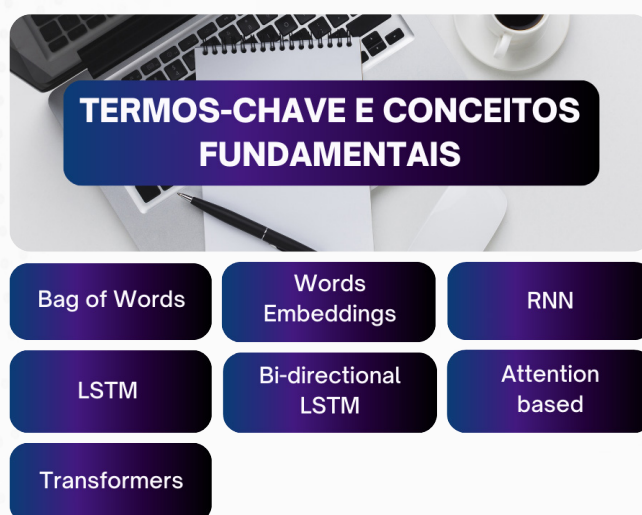 TERMOS-CHAVE E CONCEITOS
FUNDAMENTAIS
Bag of Words
Words
Embeddings
RNN
LSTM
Bi-directional
LSTM
Attention
based
Transformers